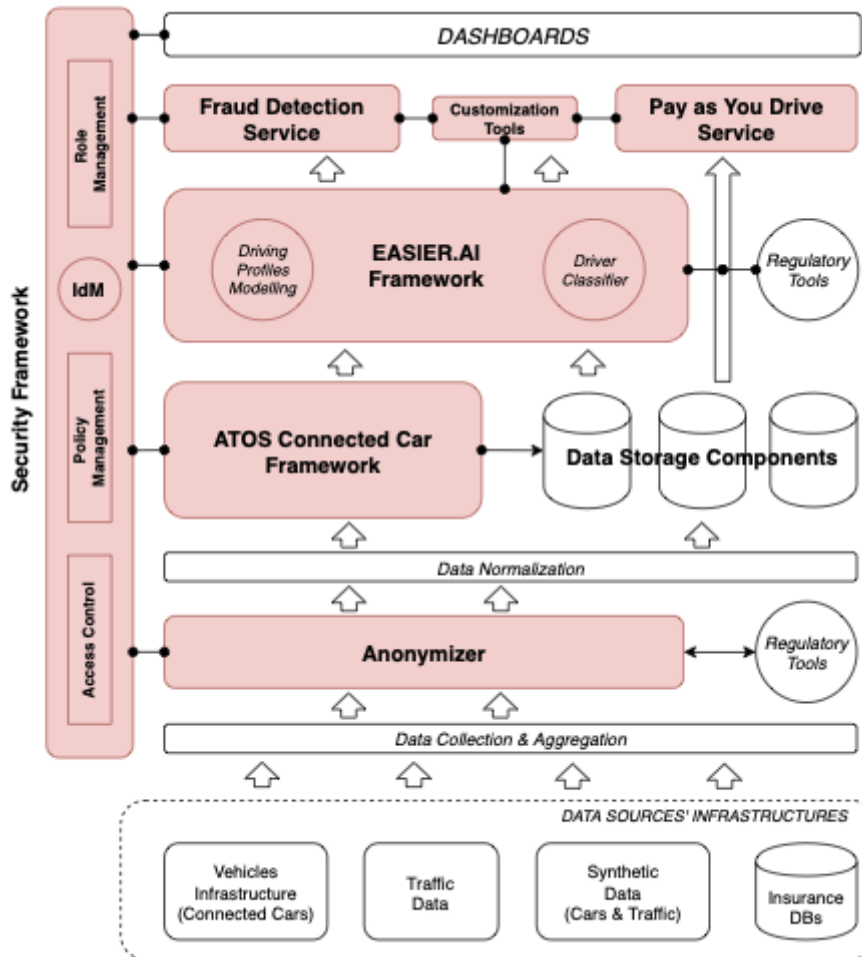 DASHBOARDS
Fraud Detection
Service
Customization
Tools
Pay as You Drive
Service
Role
Management
EASIER.AI
Framework
Driving
Profiles
Modelling
Driver
Classifier
Regulatory
Tools
IdM
Security Framework
Policy
Management
ATOS Connected Car
Framework
Data Storage Components
Data Normalization
Access Control
Anonymizer
Regulatory
Tools
Data Collection & Aggregation
DATA SOURCES' INFRASTRUCTURES
Vehicles
Infrastructure
(Connected Cars)
Traffic
Data
Synthetic
Data
(Cars & Traffic)
Insurance
DBs